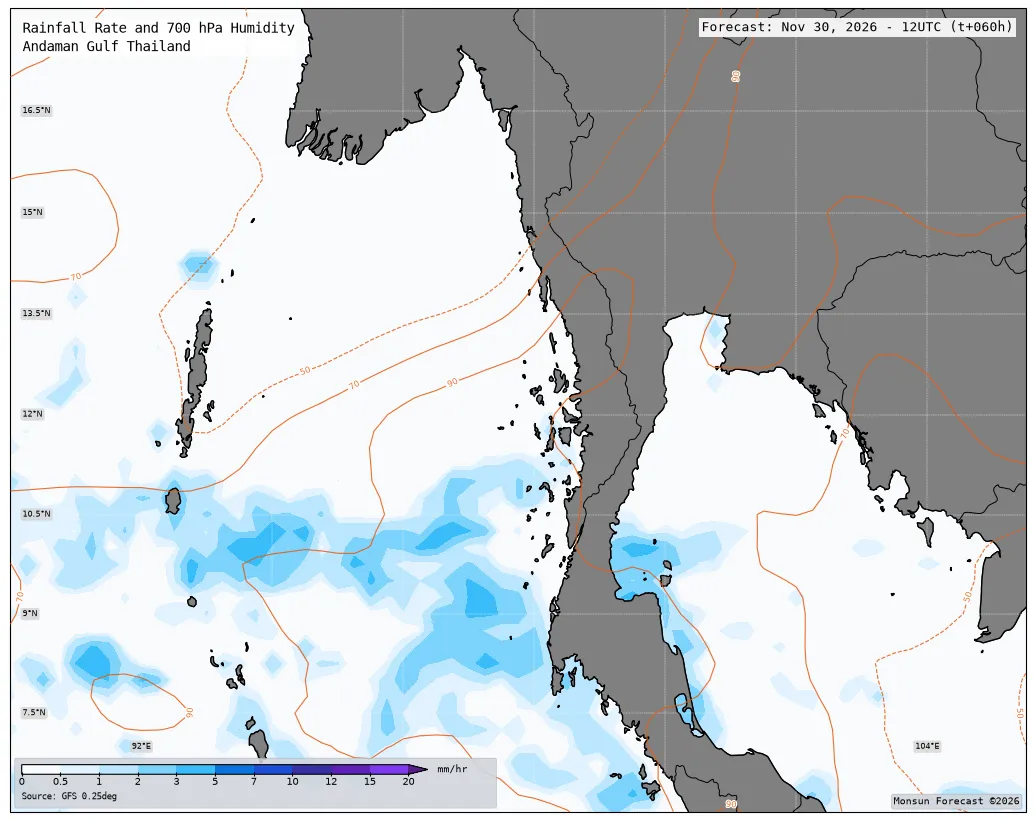 Rainfall Rate and 700 hPa Humidity
Andaman Gulf Thailand
Forecast: Nov 30, 2026 - 12UTC (t+060h)
90
16.5°N
15°N
70
13.5°N
50
70
90
12°N
70
10.5°N
70
9°N
50
90
7.5°N
50
92°E
104°E
0 0.5 1 2 3 5 7 10 12 15 20 mm/hr
Source: GFS 0.25deg
90
Monsun Forecast ©2026